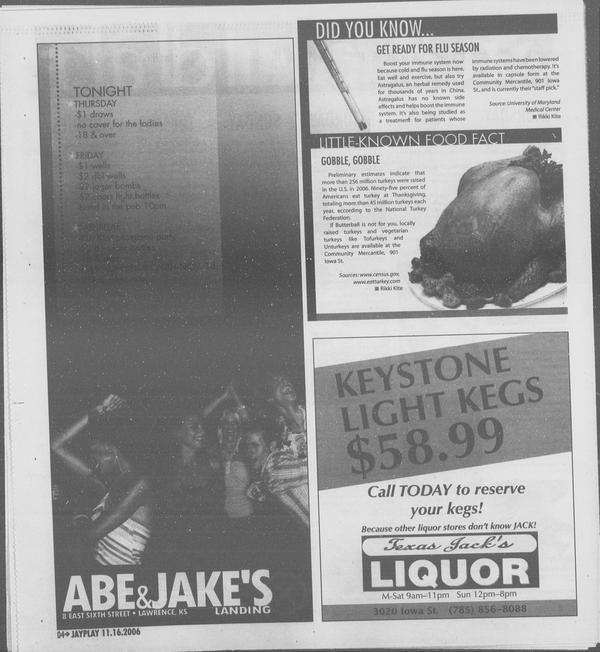 TONIGHT
THURSDAY
$1 draws
no cover for the ladies
18 & over
FRIDAY
$1 wells
$2 dbl wells
bombs
light bottles
10pm
ABE&JAKE'S
LANDING
8 EAST SIXTH STREET • LAWRENCE, KS
04→ JAYPLAY 11.16.2006
DID YOU KNOW...
GET READY FOR FLU SEASON
Boost your immune system now
because cold and flu season is here.
Eat well and exercise, but also try
Astragalus, an herbal remedy used
for thousands of years in China.
Astragalus has no known side
effects and helps boost the immune
system. It's also being studied as
a treatment for patients whose
immune systems have been lowered
by radiation and chemotherapy. It's
available in capsule form at the
Community Mercantile, 901 Iowa
St., and is currently their "staff pick."
Source: University of Maryland
Medical Center
■ Rikki Kite
LITTLE-KNOWN FOOD FACT
GOBBLE, GOBBLE
Preliminary estimates indicate that
more than 256 million turkeys were raised
in the U.S. in 2006. Ninety-five percent of
Americans eat turkey at Thanksgiving,
totaling more than 45 million turkeys each
year, according to the National Turkey
Federation.
If Butterball is not for you, locally
raised turkeys and vegetarian
turkeys like Tofurkeys and
Unturkeys are available at the
Community Mercantile, 901
Iowa St.
Sources: www.census.gov,
www.eatturkey.com
■ Rikki Kite
KEYSTONE
LIGHT KEGS
$58.99
Call TODAY to reserve
your kegs!
Because other liquor stores don't know JACK!
Texas Jack's
LIQUOR
M-Sat 9am–11pm Sun 12pm–8pm
3020 Iowa St. (785) 856-8088